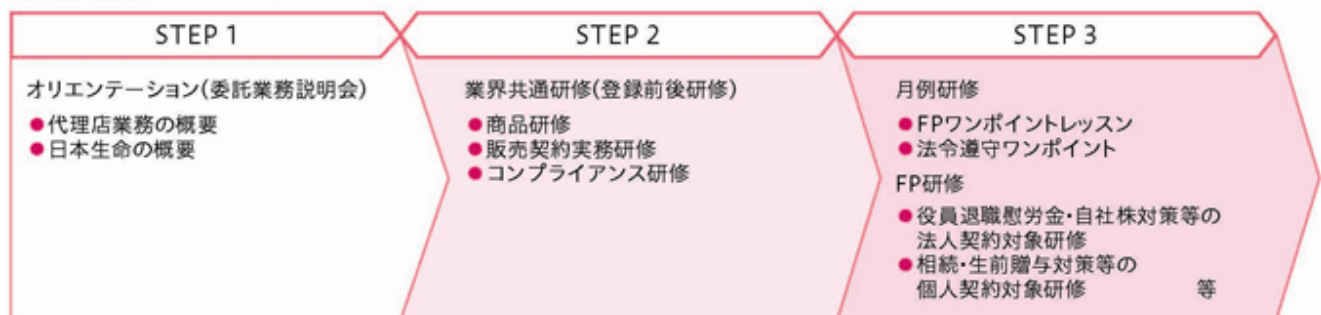 STEP 1
オリエンテーション(委託業務説明会)
●代理店業務の概要
●日本生命の概要
STEP 2
業界共通研修(登録前後研修)
●商品研修
●販売契約実務研修
●コンプライアンス研修
STEP 3
月例研修
●FPワンポイントレッスン
●法令遵守ワンポイント
FP研修
●役員退職慰労金・自社株対策等の
法人契約対象研修
●相続・生前贈与対策等の
個人契約対象研修 等